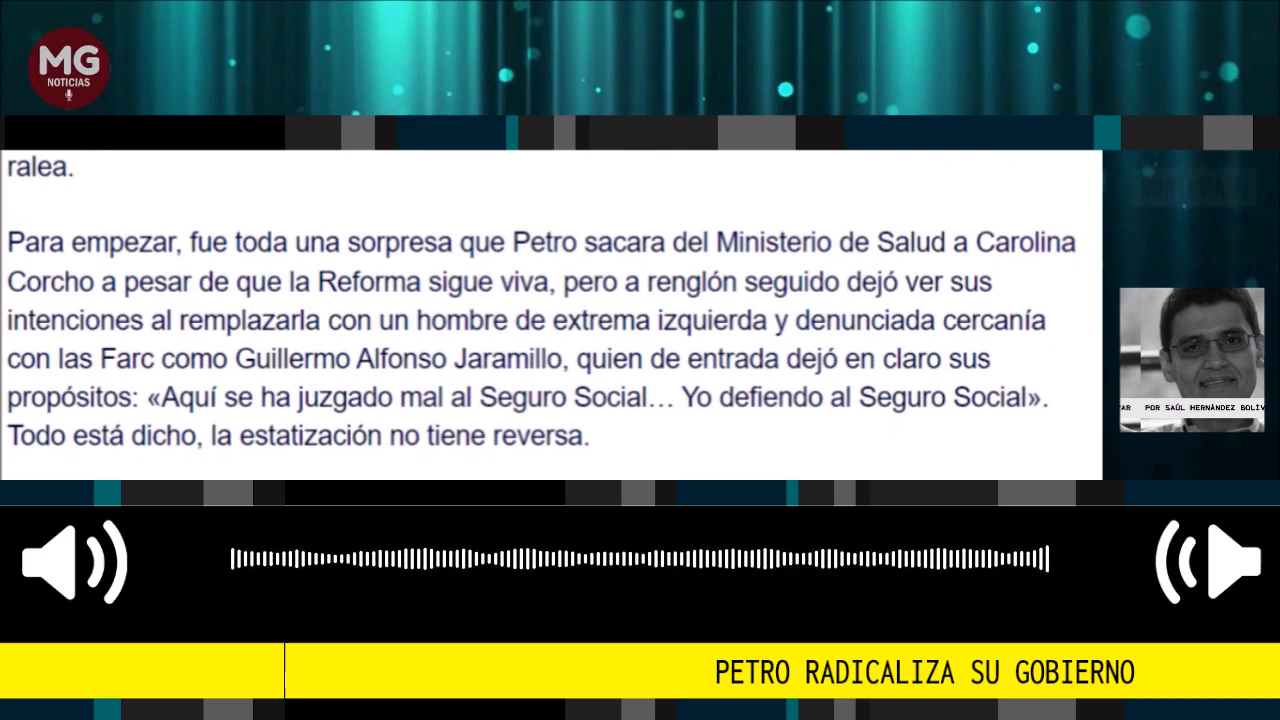 MG
NOTICIAS
ralea.
Para empezar, fue toda una sorpresa que Petro sacara del Ministerio de Salud a Carolina
Corcho a pesar de que la Reforma sigue viva, pero a renglón seguido dejó ver sus
intenciones al remplazarla con un hombre de extrema izquierda y denunciada cercanía
con las Farc como Guillermo Alfonso Jaramillo, quien de entrada dejó en claro sus
propósitos: «Aquí se ha juzgado mal al Seguro Social… Yo defiendo al Seguro Social».
Todo está dicho, la estatización no tiene reversa.
AR POR SAÚL HERNÁNDEZ BOLÍV
PETRO RADICALIZA SU GOBIERNO